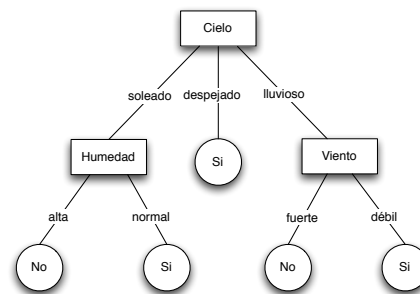 Cielo
soleado despejado lluvioso
Humedad Si Viento
alta normal fuerte débil
No Si No Si